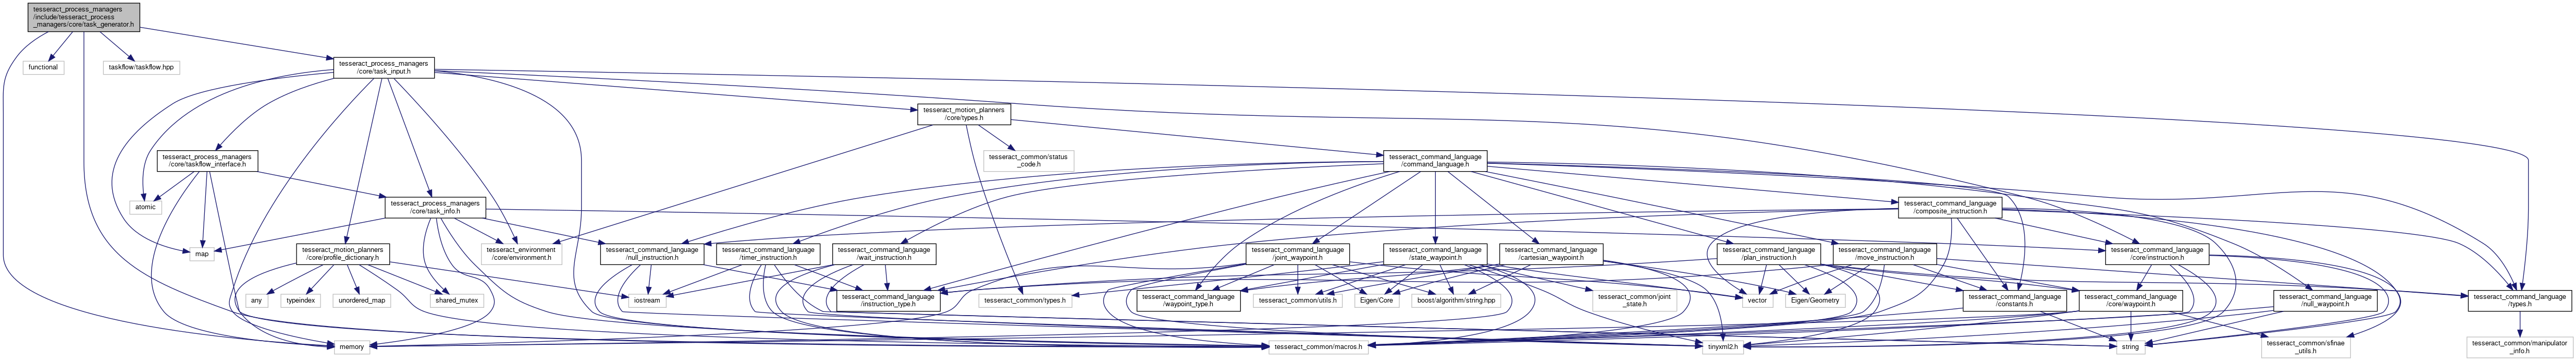 tesseract_process_managers
/include/tesseract_process
_managers/core/task_generator.h
functional
taskflow/taskflow.hpp
tesseract_process_managers
/core/task_input.h
tesseract_motion_planners
/core/types.h
tesseract_process_managers
/core/taskflow_interface.h
tesseract_common/status
_code.h
tesseract_command_language
/command_language.h
atomic
tesseract_process_managers
/core/task_info.h
tesseract_command_language
/composite_instruction.h
map
tesseract_motion_planners
/core/profile_dictionary.h
tesseract_environment
/core/environment.h
tesseract_command_language
/null_instruction.h
tesseract_command_language
/timer_instruction.h
tesseract_command_language
/wait_instruction.h
tesseract_command_language
/joint_waypoint.h
tesseract_command_language
/state_waypoint.h
tesseract_command_language
/cartesian_waypoint.h
tesseract_command_language
/plan_instruction.h
tesseract_command_language
/move_instruction.h
tesseract_command_language
/core/instruction.h
any
typeindex
unordered_map
shared_mutex
iostream
tesseract_command_language
/instruction_type.h
tesseract_common/types.h
tesseract_command_language
/waypoint_type.h
tesseract_common/utils.h
Eigen/Core
boost/algorithm/string.hpp
tesseract_common/joint
_state.h
vector
Eigen/Geometry
tesseract_command_language
/constants.h
tesseract_command_language
/core/waypoint.h
tesseract_command_language
/null_waypoint.h
tesseract_command_language
/types.h
memory
tesseract_common/macros.h
tinyxml2.h
string
tesseract_common/sfinae
_utils.h
tesseract_common/manipulator
_info.h